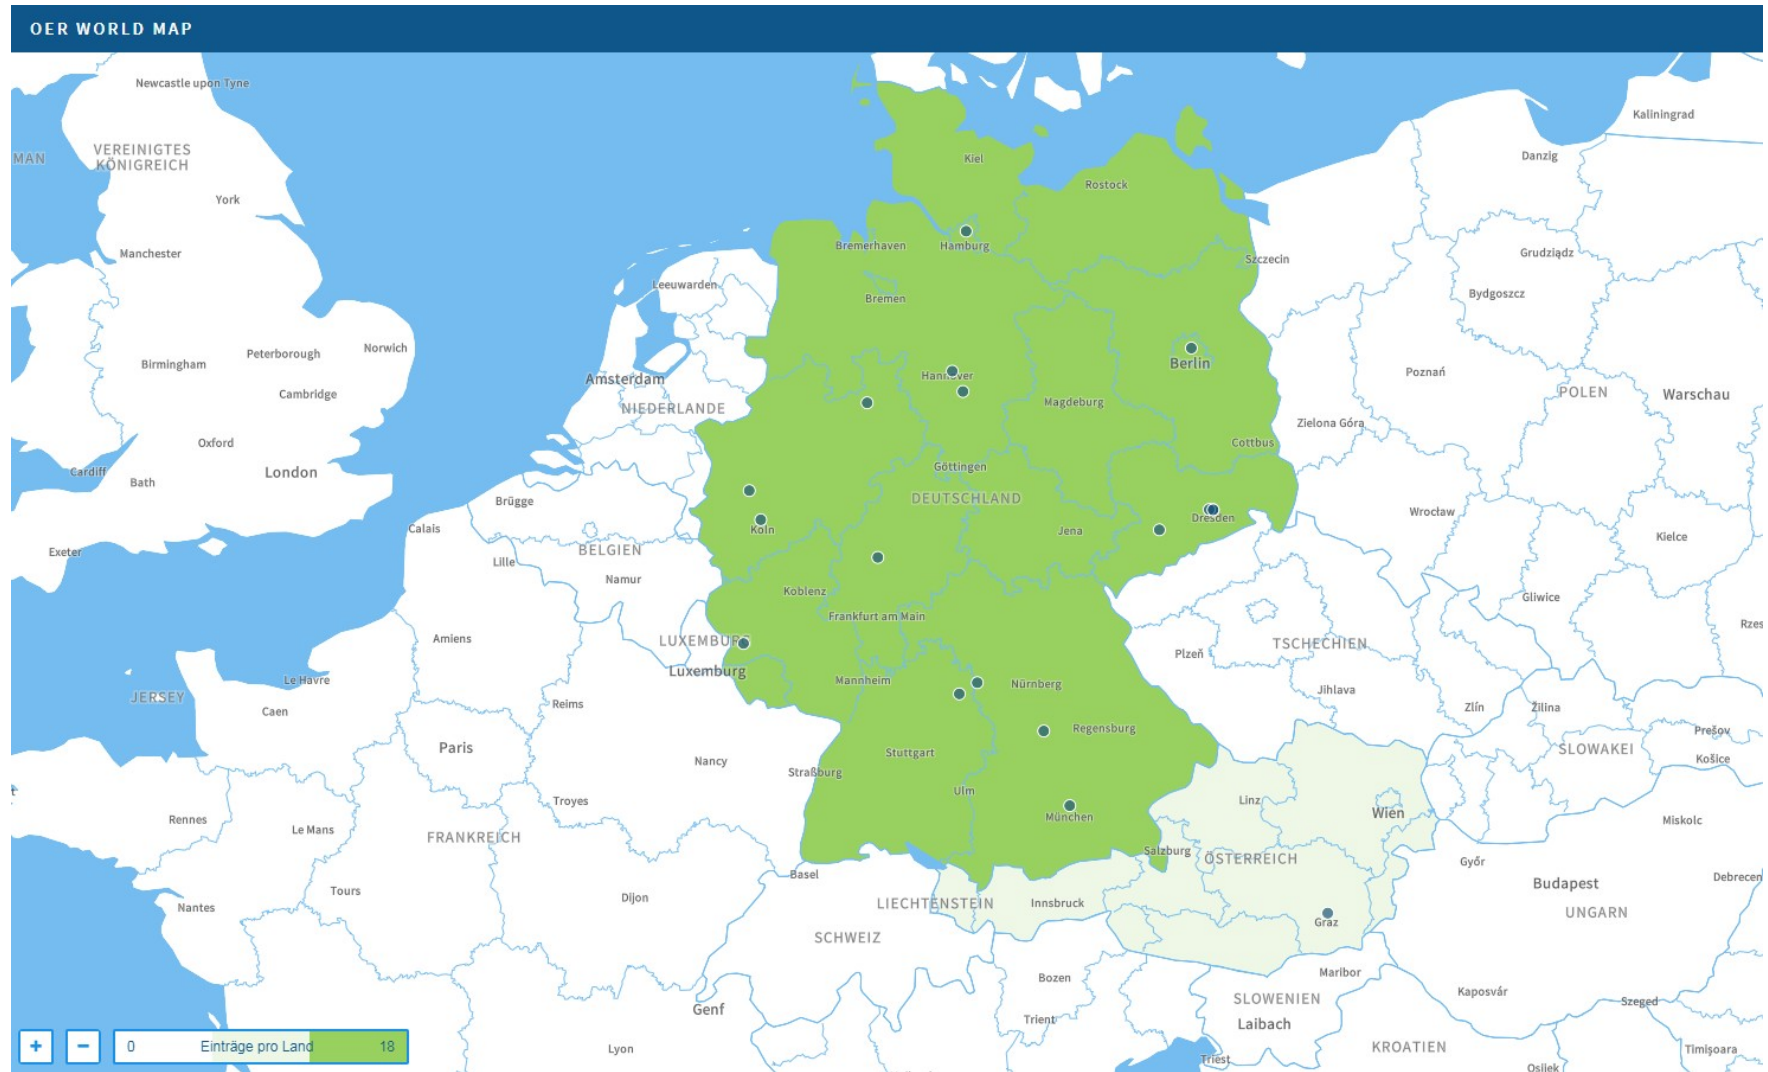 OER WORLD MAP
Newcastle upon Tyne
Kaliningrad
MAN
VEREINIGTES
KÖNIGREICH
Kiel
Danzig
Rostock
York
Bremerhaven
Hamburg
Manchester
Szczecin
Grudziądz
Leeuwarden
Bremen
Bydgoszcz
Birmingham
Peterborough
Norwich
Amsterdam
Hannover
Berlin
Poznań
POLEN
Warschau
Cambridge
NIEDERLANDE
Magdeburg
Zielona Góra
Oxford
Cottbus
Cardiff
Bath
London
Göttingen
DEUTSCHLAND
Brügge
Calais
Köln
Jena
Dresden
Wrocław
Kielce
Exeter
Lille
BELGIEN
Namur
Koblenz
Gliwice
Frankfurt am Main
Rzes
Amiens
LUXEMBURG
Luxemburg
TSCHECHIEN
Plzeň
Le Havre
Mannheim
Nürnberg
Jihlava
JERSEY
Caen
Reims
Zlín
Žilina
Regensburg
Prešov
Paris
Nancy
Straßburg
Stuttgart
SLOWAKEI
Košice
Ulm
Linz
Troyes
Rennes
Le Mans
München
Wien
Miskolc
FRANKREICH
Salzburg
ÖSTERREICH
Győr
Basel
Tours
Dijon
Budapest
Debrecen
Nantes
LIECHTENSTEIN
Innsbruck
Graz
UNGARN
SCHWEIZ
Bozen
Maribor
Kaposvár
Szeged
Genf
Trient
SLOWENIEN
Laibach
+ − 0 Einträge pro Land 18
Lyon
Triest
KROATIEN
Timişoara
Osijek